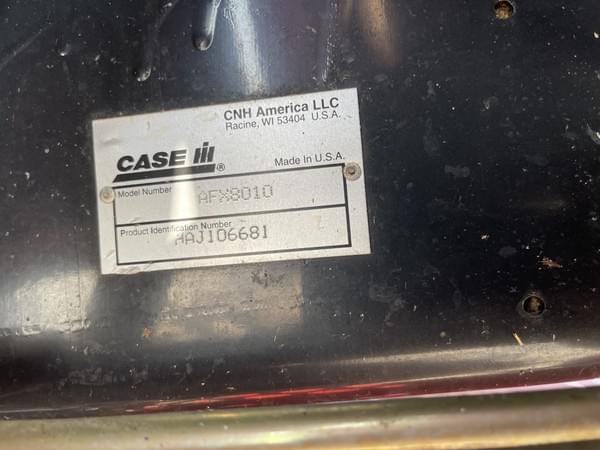 CNH America LLC
Racine, WI 53404 U.S.A.
CASE IH ®
Made in U.S.A.
Model Number AFX8010
Product Identification Number
HAJ106681